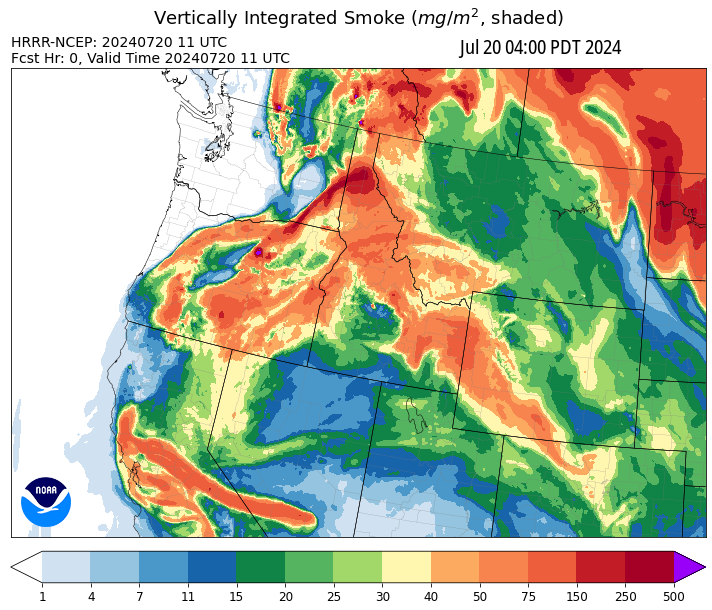 Vertically Integrated Smoke (mg/m², shaded)
HRRR-NCEP: 20240720 11 UTC
Jul 20 04:00 PDT 2024
Fcst Hr: 0, Valid Time 20240720 11 UTC
NOAA
1 4 7 11 15 20 25 30 40 50 75 150 250 500